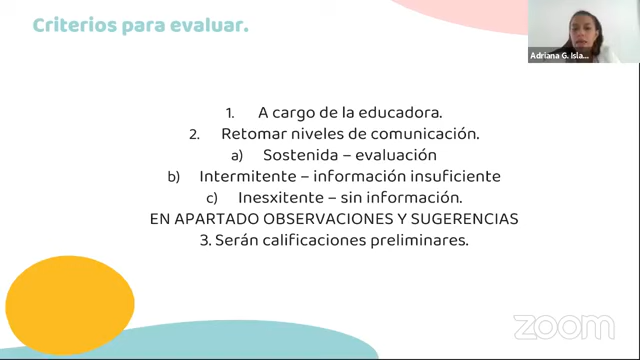 Criterios para evaluar.
Adriana G. Isla...
1. A cargo de la educadora.
2. Retomar niveles de comunicación.
a) Sostenida – evaluación
b) Intermitente – información insuficiente
c) Inesxitente – sin información.
EN APARTADO OBSERVACIONES Y SUGERENCIAS
3. Serán calificaciones preliminares.
zoom